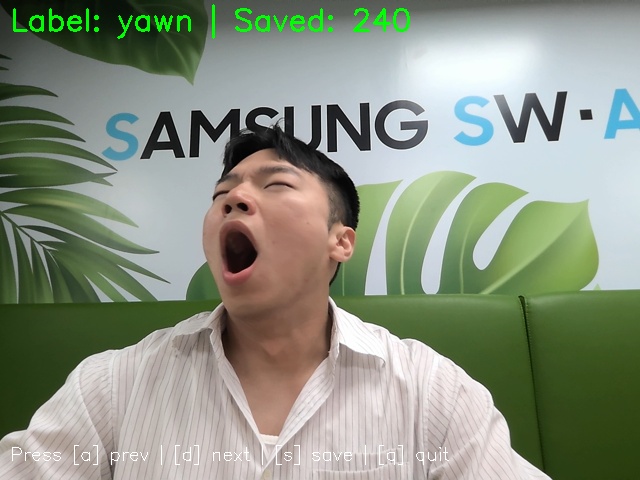 Label: yawn | Saved: 240
SAMSUNG SW·A
Press [a] prev | [d] next | [s] save | [q] quit